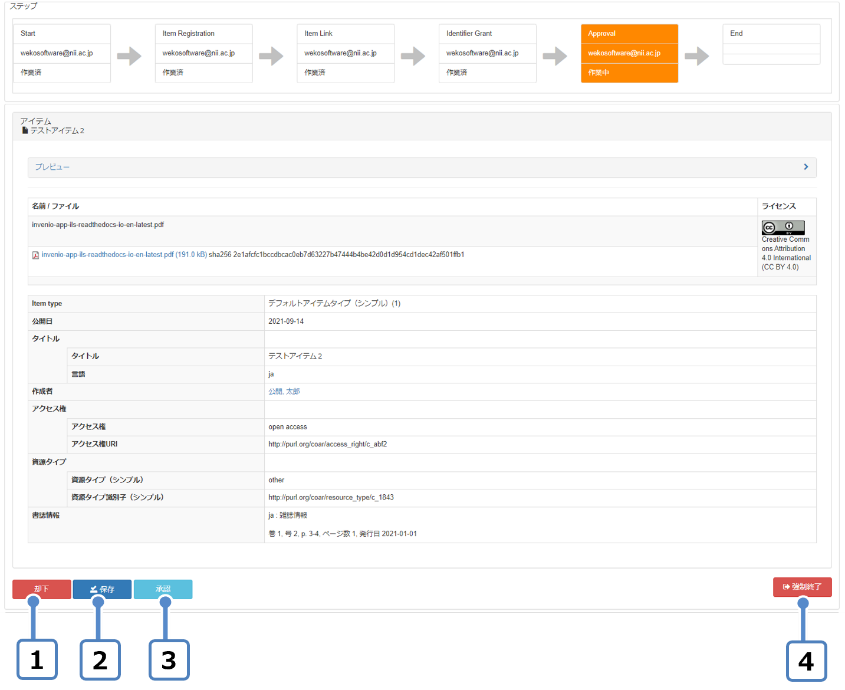 ステップ
Start
wekosoftware@nii.ac.jp
作業済
Item Registration
wekosoftware@nii.ac.jp
作業済
Item Link
wekosoftware@nii.ac.jp
作業済
Identifier Grant
wekosoftware@nii.ac.jp
作業済
Approval
wekosoftware@nii.ac.jp
作業中
End
アイテム
テストアイテム2
プレビュー
名前 / ファイル
ライセンス
invenio-app-ils-readthedocs-io-en-latest.pdf
invenio-app-ils-readthedocs-io-en-latest.pdf (191.0 kB) sha256 2e1afcfc1bccdbcac0eb7d63227b47444b4be42d0d1d954cd1dec42af501ffb1
cc BY
Creative Comm
ons Attribution
4.0 International
(CC BY 4.0)
Item type デフォルトアイテムタイプ（シンプル）(1)
公開日 2021-09-14
タイトル
タイトル テストアイテム2
言語 ja
作成者 公開, 太郎
アクセス権
アクセス権 open access
アクセス権URI http://purl.org/coar/access_right/c_abf2
資源タイプ
資源タイプ（シンプル） other
資源タイプ識別子（シンプル） http://purl.org/coar/resource_type/c_1843
書誌情報 ja : 雑誌情報
巻 1, 号 2, p. 3-4, ページ数 1, 発行日 2021-01-01
却下 保存 承認 強制終了
1 2 3 4